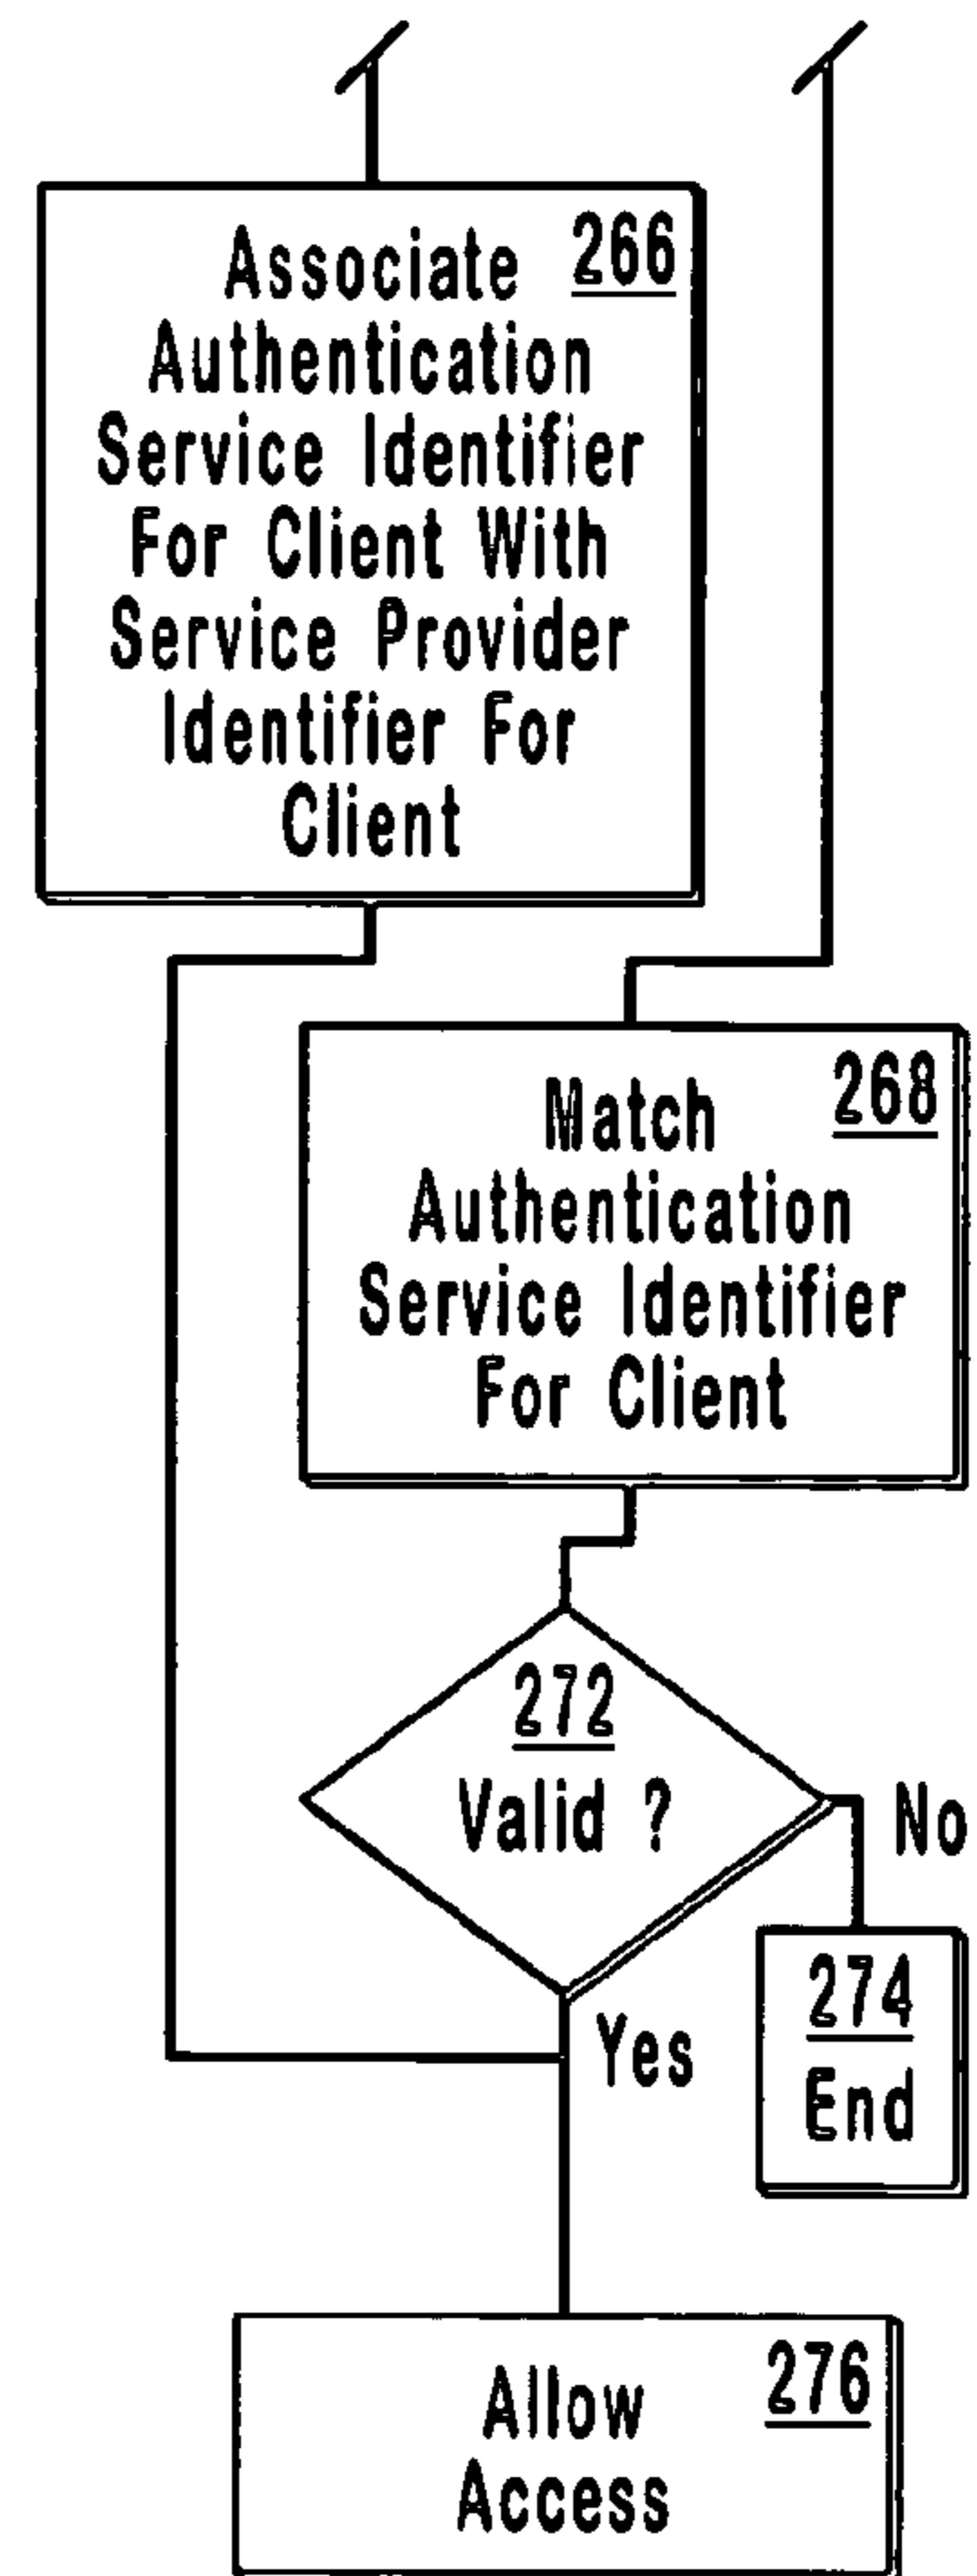 Associate 266
Authentication
Service Identifier
For Client With
Service Provider
Identifier For
Client
268
Match
Authentication
Service Identifier
For Client
272
Valid ?
No
274
End
Yes
276
Allow
Access